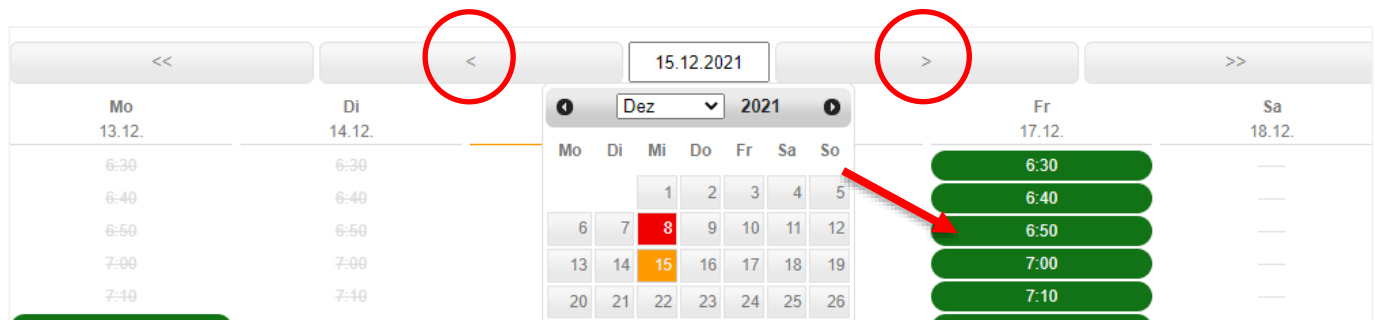 << < 15.12.2021 > >>
Mo Di Fr Sa
13.12. 14.12. 17.12. 18.12.
Dez 2021
Mo Di Mi Do Fr Sa So
1 2 3 4 5
6 7 8 9 10 11 12
13 14 15 16 17 18 19
20 21 22 23 24 25 26
6:30 6:30 6:30
6:40 6:40 6:40
6:50 6:50 6:50
7:00 7:00 7:00
7:10 7:10 7:10